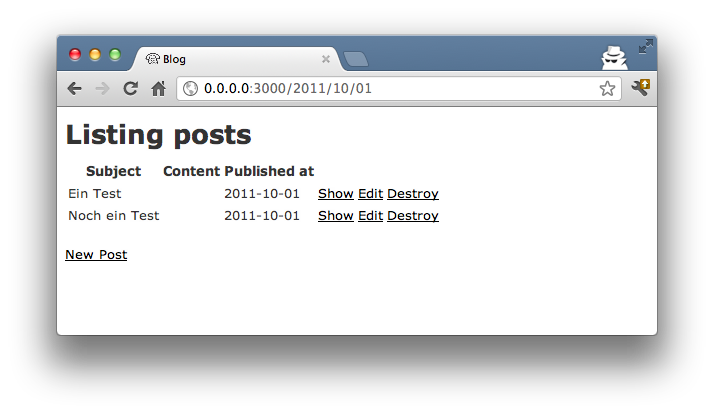 Blog
0.0.0.0:3000/2011/10/01
Listing posts
Subject Content Published at
Ein Test 2011-10-01 Show Edit Destroy
Noch ein Test 2011-10-01 Show Edit Destroy
New Post